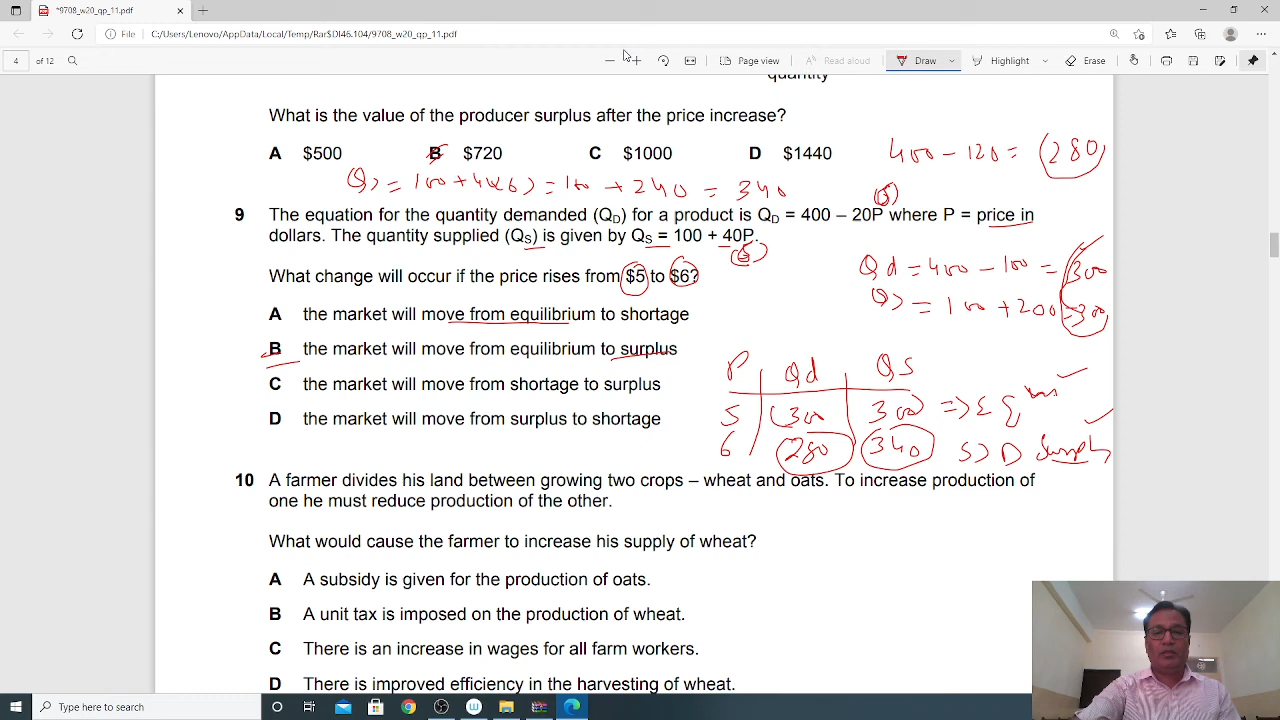 *9708_w20_qp_11.pdf
File C:/Users/Lenovo/AppData/Local/Temp/Rar$DI46.104/9708_w20_qp_11.pdf
4 of 12 Page view Read aloud Draw Highlight Erase
quantity
What is the value of the producer surplus after the price increase?
A $500 B $720 C $1000 D $1440
400 - 120 = 280
Qs = 100 + 4(6) = 100 + 240 = 340
(5)
9 The equation for the quantity demanded (QD) for a product is QD = 400 – 20P where P = price in
dollars. The quantity supplied (QS) is given by QS = 100 + 40P.
(5)
Qd = 400 - 100 = 300
What change will occur if the price rises from $5 to $6?
Qs = 100 + 200 = 300
A the market will move from equilibrium to shortage
B the market will move from equilibrium to surplus
P Qd QS
C the market will move from shortage to surplus
5 300 300 => Eq
D the market will move from surplus to shortage
6 280 340 S > D Surplus
10 A farmer divides his land between growing two crops – wheat and oats. To increase production of
one he must reduce production of the other.
What would cause the farmer to increase his supply of wheat?
A A subsidy is given for the production of oats.
B A unit tax is imposed on the production of wheat.
C There is an increase in wages for all farm workers.
D There is improved efficiency in the harvesting of wheat.
Type here to search